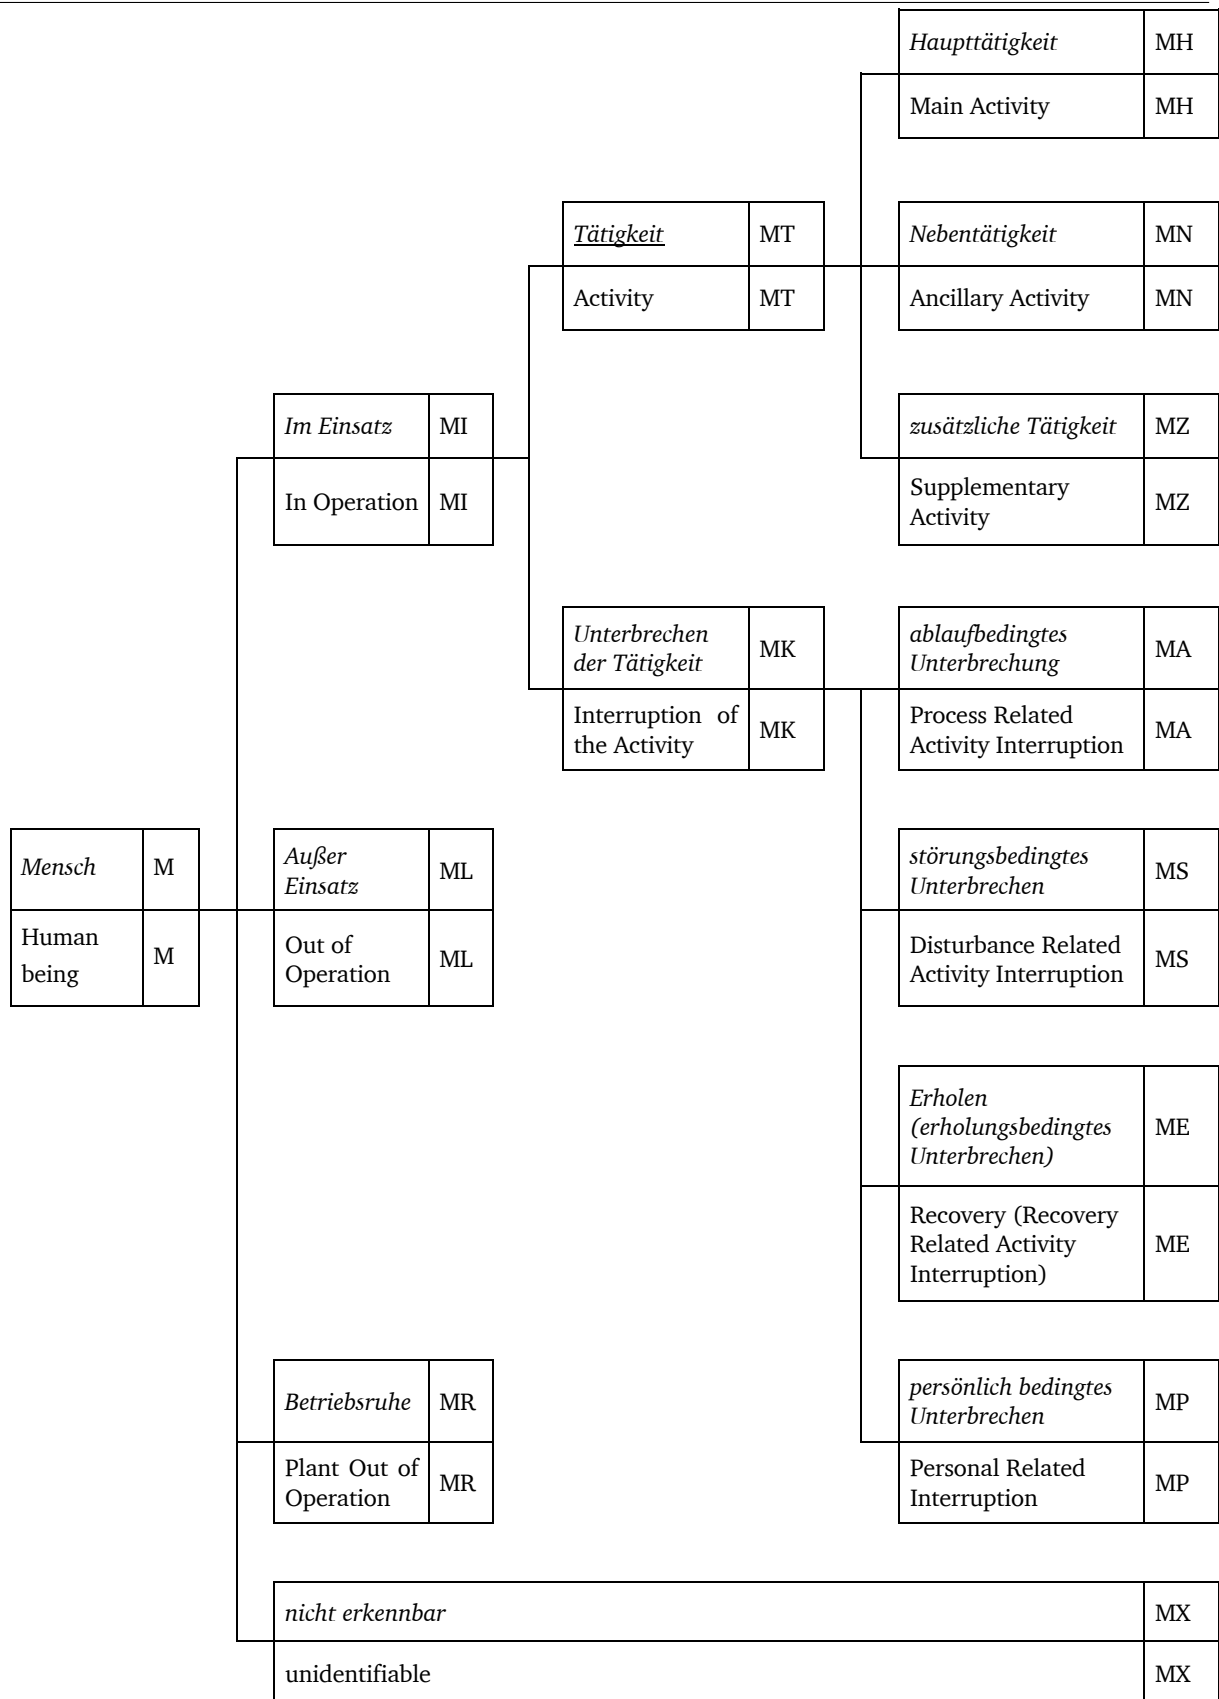 Haupttätigkeit MH
Main Activity MH
Tätigkeit MT
Activity MT
Nebentätigkeit MN
Ancillary Activity MN
Im Einsatz MI
In Operation MI
zusätzliche Tätigkeit MZ
Supplementary
Activity MZ
Unterbrechen
der Tätigkeit MK
Interruption of
the Activity MK
ablaufbedingtes
Unterbrechung MA
Process Related
Activity Interruption MA
Mensch M
Human
being M
Außer
Einsatz ML
Out of
Operation ML
störungsbedingtes
Unterbrechen MS
Disturbance Related
Activity Interruption MS
Erholen
(erholungsbedingtes
Unterbrechen) ME
Recovery (Recovery
Related Activity
Interruption) ME
Betriebsruhe MR
Plant Out of
Operation MR
persönlich bedingtes
Unterbrechen MP
Personal Related
Interruption MP
nicht erkennbar MX
unidentifiable MX